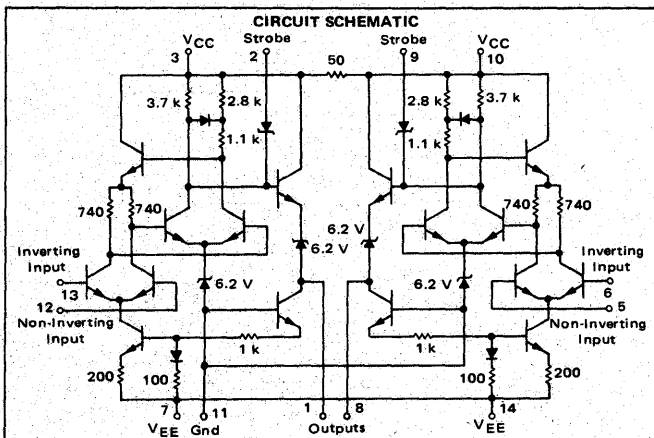 CIRCUIT SCHEMATIC
VCC
3
Strobe
2
50
Strobe
9
VCC
10
3.7 k
2.8 k
1.1 k
2.8 k
3.7 k
1.1 k
740
740
740
740
6.2 V
6.2 V
6.2 V
6.2 V
Inverting
Input
13
12
Non-Inverting
Input
Inverting
Input
6
5
Non-Inverting
Input
1 k
1 k
200
100
100
200
7
VEE
11
Gnd
1
Outputs
8
14
VEE